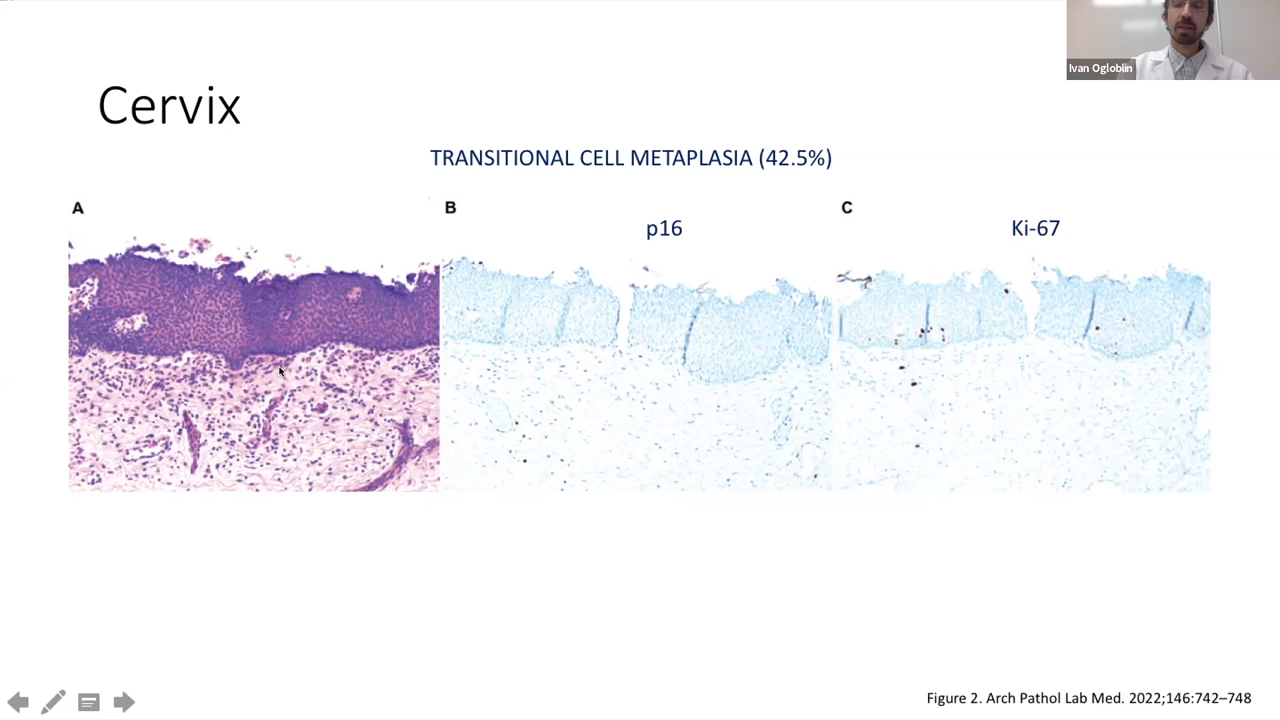 Ivan Ogloblin
Cervix
TRANSITIONAL CELL METAPLASIA (42.5%)
A
B
C
p16
Ki-67
Figure 2. Arch Pathol Lab Med. 2022;146:742–748